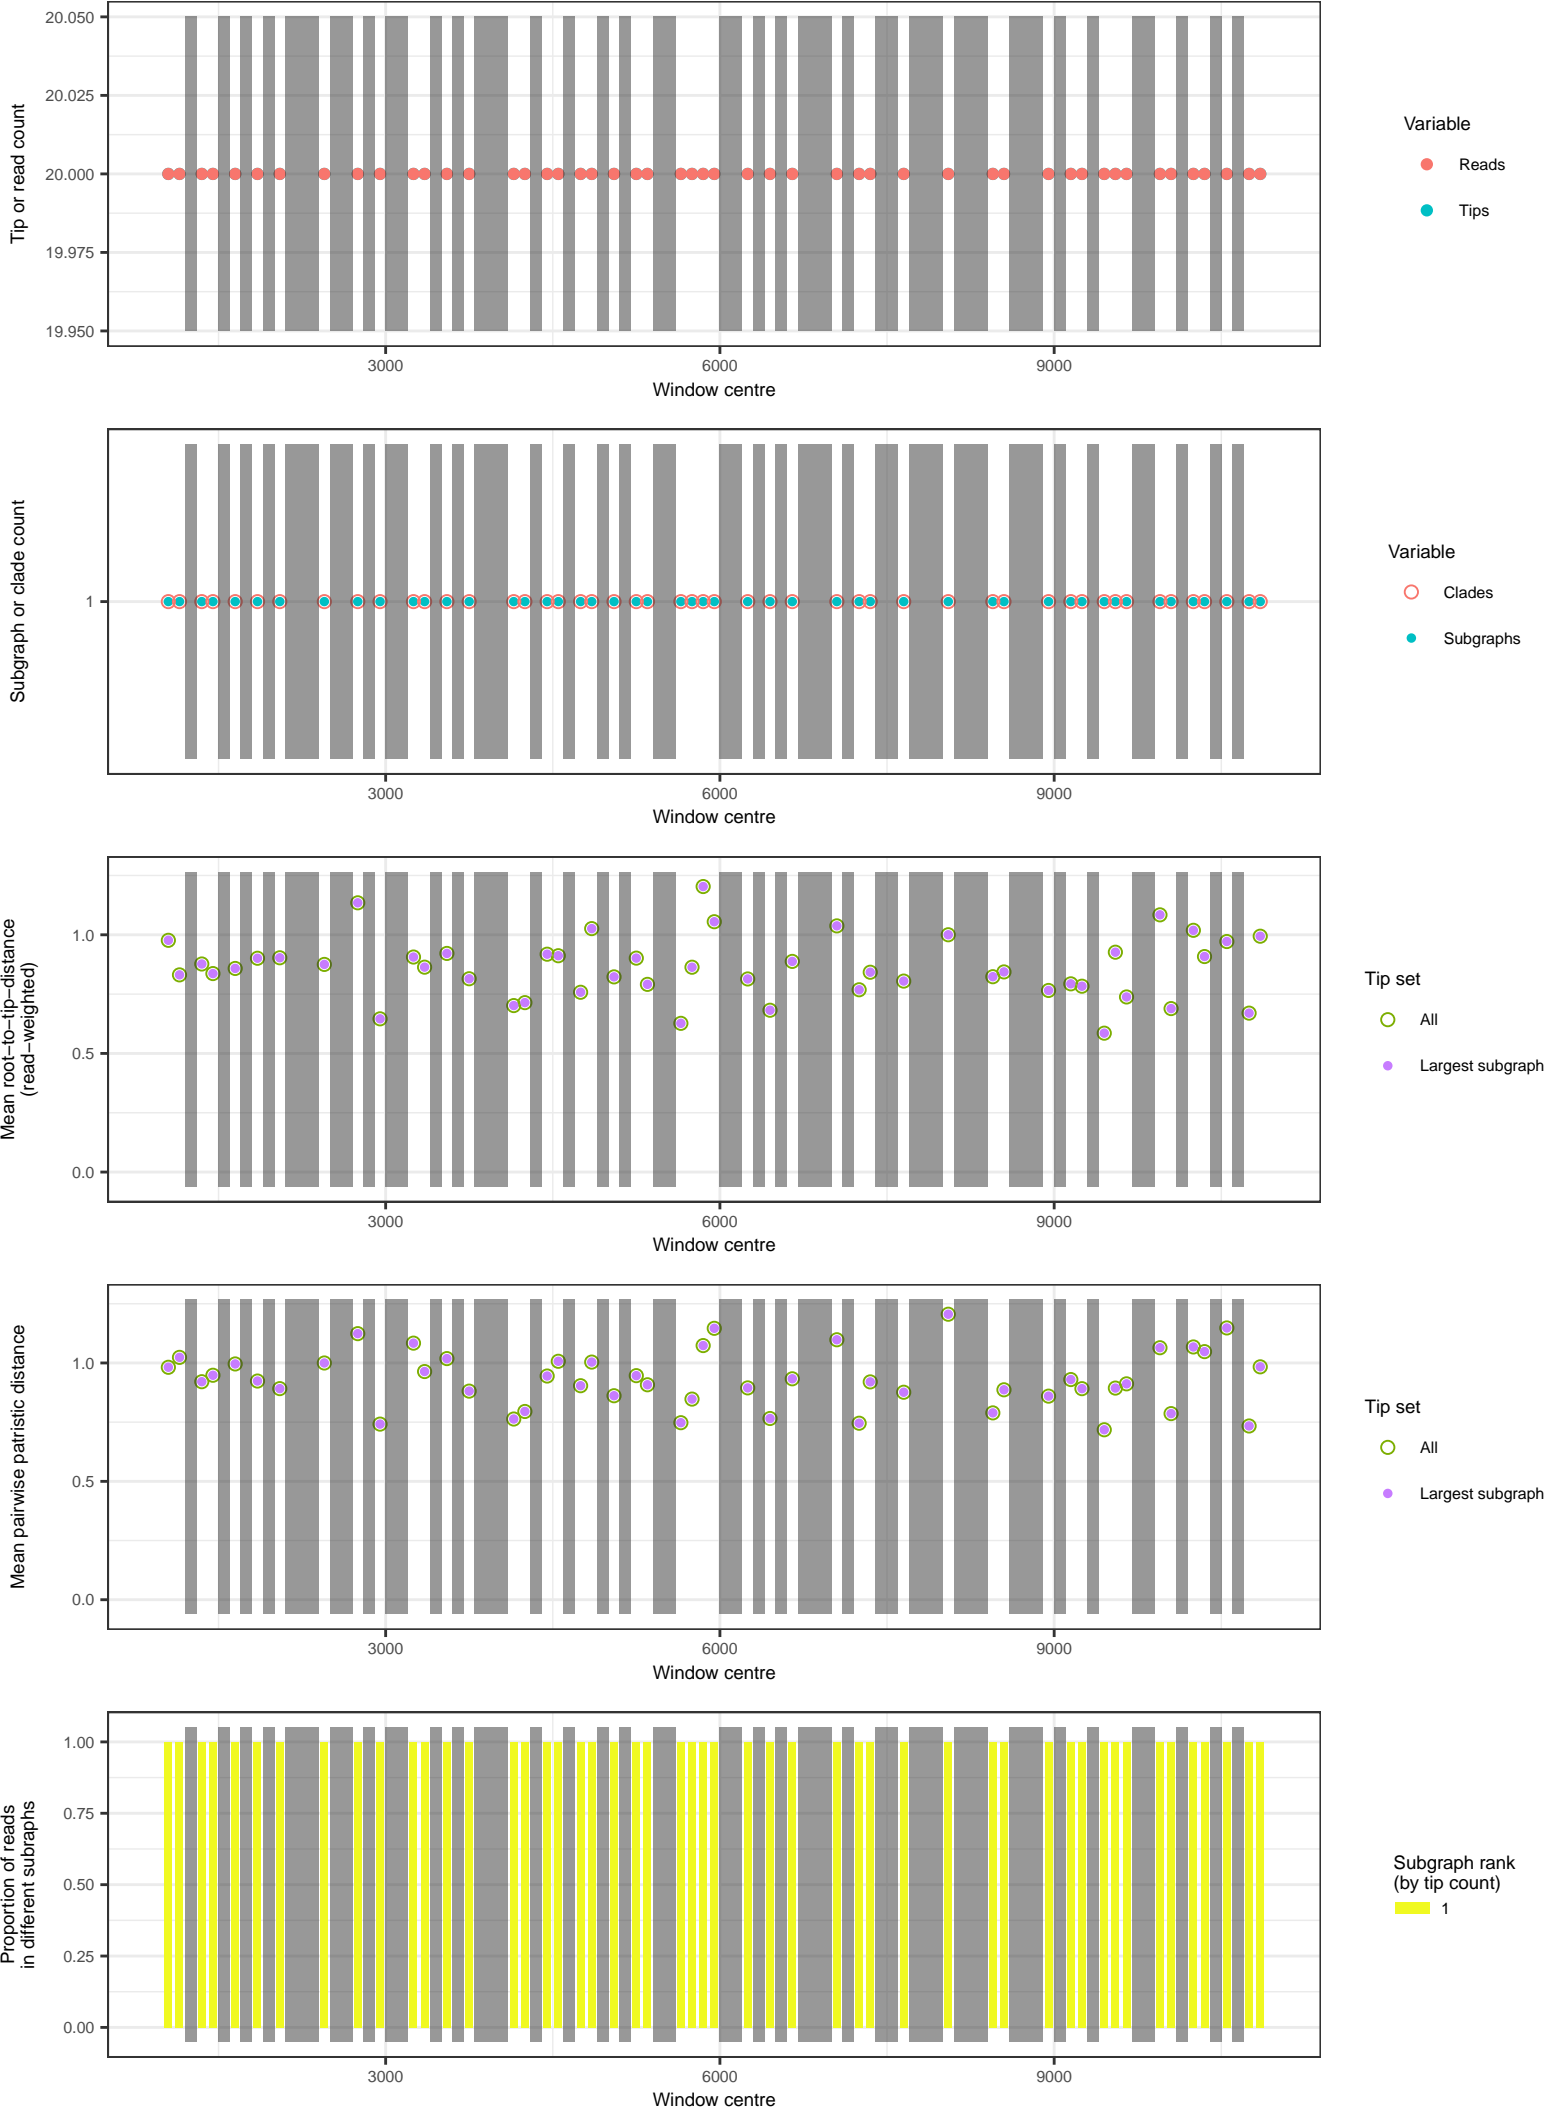 20.050
20.025
20.000
19.975
19.950
Tip or read count
3000
6000
9000
Window centre
Variable
Reads
Tips
1
Subgraph or clade count
3000
6000
9000
Window centre
Variable
Clades
Subgraphs
1.0
0.5
0.0
Mean root−to−tip−distance
(read−weighted)
3000
6000
9000
Window centre
Tip set
All
Largest subgraph
1.0
0.5
0.0
Mean pairwise patristic distance
3000
6000
9000
Window centre
Tip set
All
Largest subgraph
1.00
0.75
0.50
0.25
0.00
Proportion of reads
in different subraphs
3000
6000
9000
Window centre
Subgraph rank
(by tip count)
1